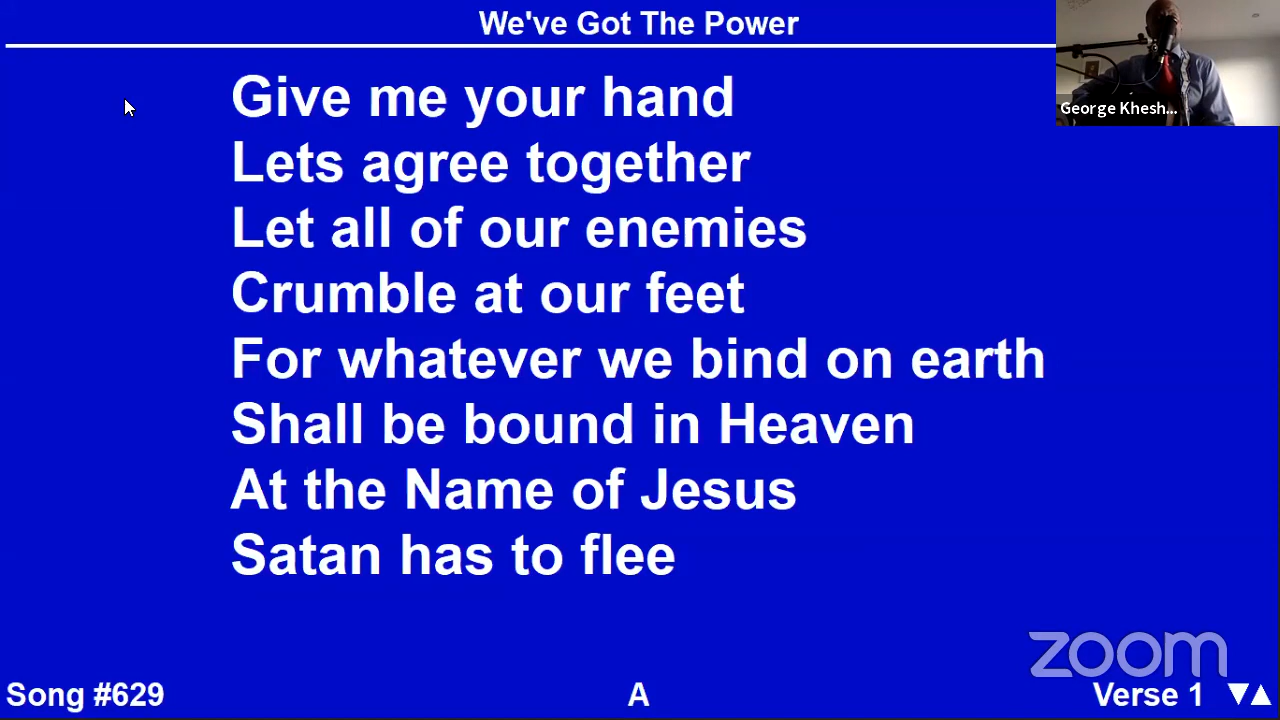 We've Got The Power
George Khesh...
Give me your hand
Lets agree together
Let all of our enemies
Crumble at our feet
For whatever we bind on earth
Shall be bound in Heaven
At the Name of Jesus
Satan has to flee
zoom
Song #629
A
Verse 1